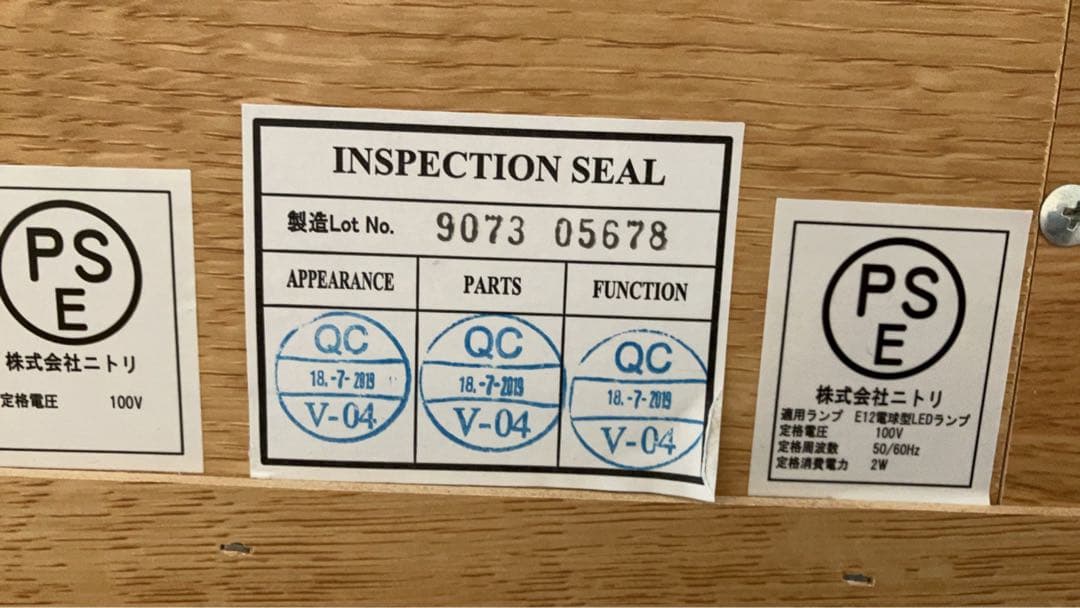 PS
E
株式会社ニトリ
定格電圧 100V
INSPECTION SEAL
製造Lot No. 9073 05678
APPEARANCE PARTS FUNCTION
QC QC QC
18.-7-2019 18.-7-2019 18.-7-2019
V-04 V-04 V-04
PS
E
株式会社ニトリ
適用ランプ E12電球型LEDランプ
定格電圧 100V
定格周波数 50/60Hz
定格消費電力 2W